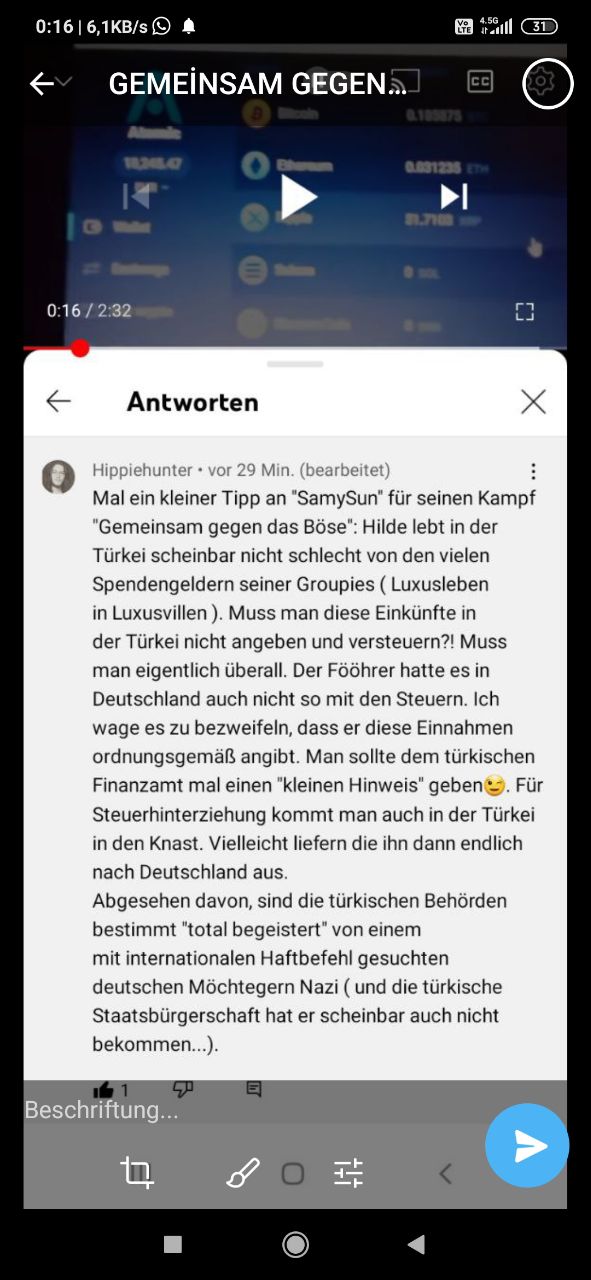 0:16 | 6,1KB/s
Vo LTE 4.5G 31
GEMEİNSAM GEGEN...
CC
Bitcoin 0.105875
Atomic
10,248.47
Ethereum 0.031235 ETH
Wallet
0:16 / 2:32
Antworten
Hippiehunter • vor 29 Min. (bearbeitet)
Mal ein kleiner Tipp an "SamySun" für seinen Kampf
"Gemeinsam gegen das Böse": Hilde lebt in der
Türkei scheinbar nicht schlecht von den vielen
Spendengeldern seiner Groupies ( Luxusleben
in Luxusvillen ). Muss man diese Einkünfte in
der Türkei nicht angeben und versteuern?! Muss
man eigentlich überall. Der Fööhrer hatte es in
Deutschland auch nicht so mit den Steuern. Ich
wage es zu bezweifeln, dass er diese Einnahmen
ordnungsgemäß angibt. Man sollte dem türkischen
Finanzamt mal einen "kleinen Hinweis" geben😉. Für
Steuerhinterziehung kommt man auch in der Türkei
in den Knast. Vielleicht liefern die ihn dann endlich
nach Deutschland aus.
Abgesehen davon, sind die türkischen Behörden
bestimmt "total begeistert" von einem
mit internationalen Haftbefehl gesuchten
deutschen Möchtegern Nazi ( und die türkische
Staatsbürgerschaft hat er scheinbar auch nicht
bekommen...).
1
Beschriftung...